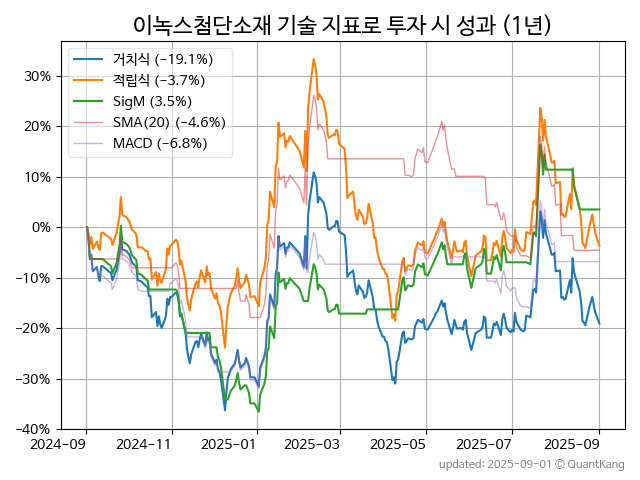 이녹스첨단소재 기술 지표로 투자 시 성과 (1년)
거치식 (−19.1%)
적립식 (−3.7%)
SigM (3.5%)
SMA(20) (−4.6%)
MACD (−6.8%)
30%
20%
10%
0%
−10%
−20%
−30%
−40%
2024-09 2024-11 2025-01 2025-03 2025-05 2025-07 2025-09
updated: 2025-09-01 © QuantKang